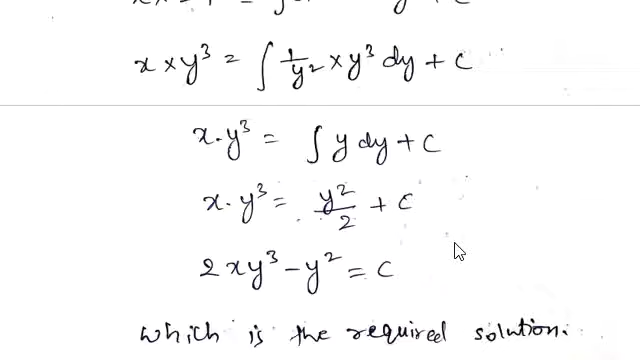 x × y³ = ∫ 1/y² × y³ dy + C
x · y³ = ∫ y dy + C
x · y³ = y²/2 + C
2xy³ − y² = C
which is the required solution.